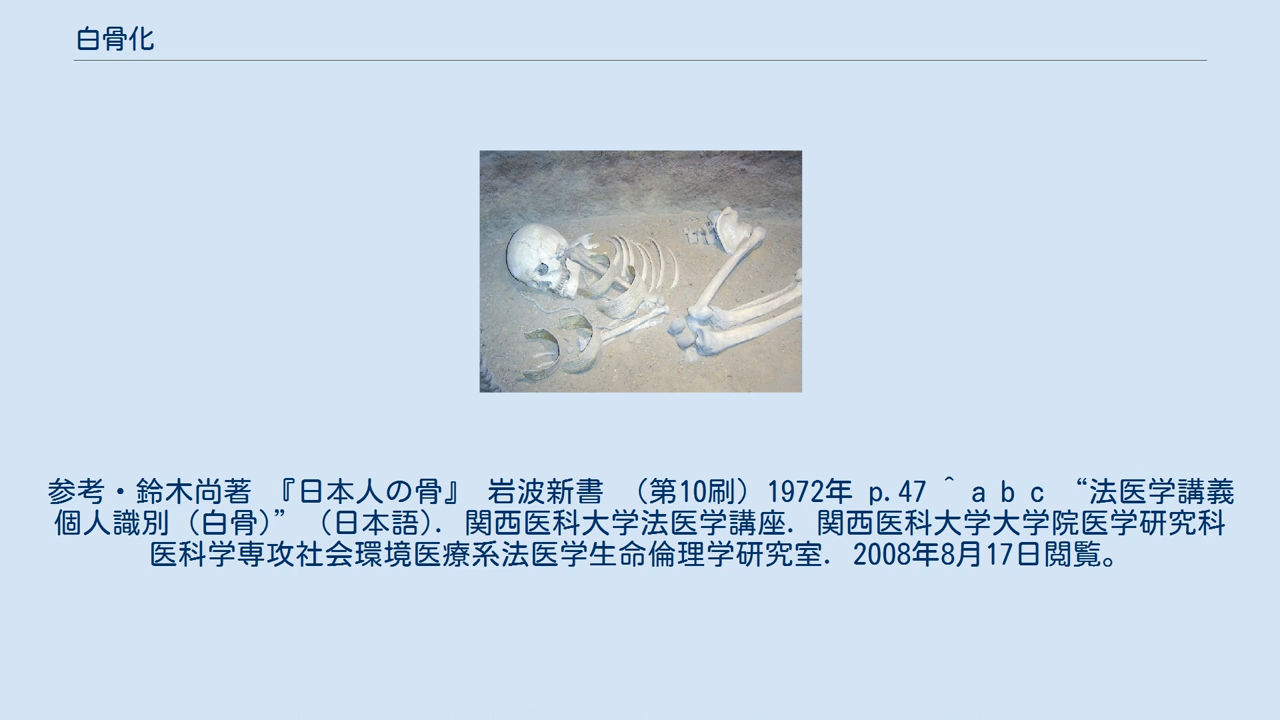 白骨化
参考・鈴木尚著 『日本人の骨』 岩波新書 （第10刷）1972年 p.47 ^ a b c “法医学講義
個人識別（白骨）” （日本語）. 関西医科大学法医学講座. 関西医科大学大学院医学研究科
医科学専攻社会環境医療系法医学生命倫理学研究室. 2008年8月17日閲覧。